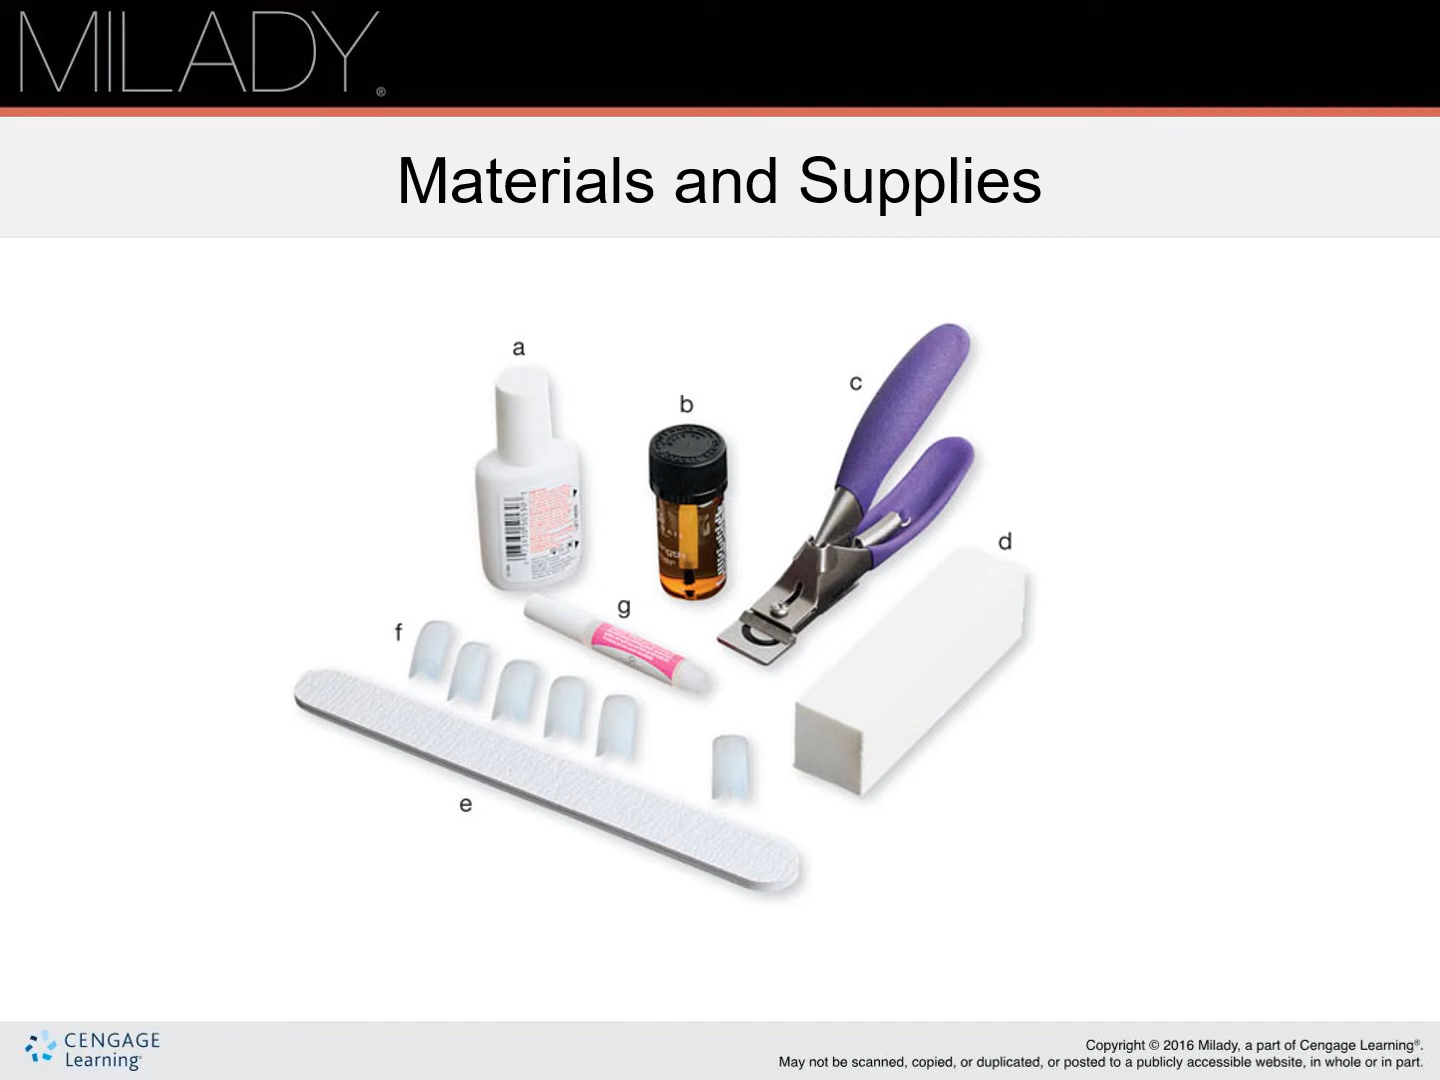 MILADY®
Materials and Supplies
a
b
c
d
g
f
e
CENGAGE
Learning®
Copyright © 2016 Milady, a part of Cengage Learning®.
May not be scanned, copied, or duplicated, or posted to a publicly accessible website, in whole or in part.